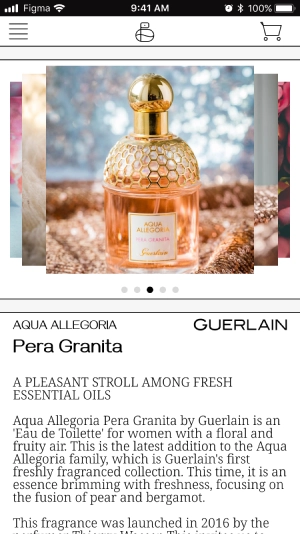 Figma
9:41 AM
100%
AQUA
ALLEGORIA
PERA GRANITA
Guerlain
AQUA ALLEGORIA
GUERLAIN
Pera Granita
A PLEASANT STROLL AMONG FRESH
ESSENTIAL OILS
Aqua Allegoria Pera Granita by Guerlain is an
'Eau de Toilette' for women with a floral and
fruity air. This is the latest addition to the Aqua
Allegoria family, which is Guerlain's first
freshly fragranced collection. This time, it is an
essence brimming with freshness, focusing on
the fusion of pear and bergamot.
This fragrance was launched in 2016 by the